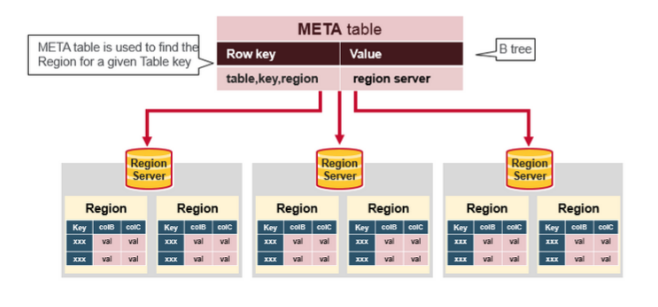 META table
META table is used to find the
Region for a given Table key
Row key Value
B tree
table,key,region region server
Region
Server
Region
Server
Region
Server
Region Region Region Region Region Region
Key colB colC Key colB colC Key colB colC Key colB colC Key colB colC Key colB colC
xxx val val xxx val val xxx val val xxx val val xxx val val xxx val val
xxx val val xxx val val xxx val val xxx val val xxx val val xxx val val